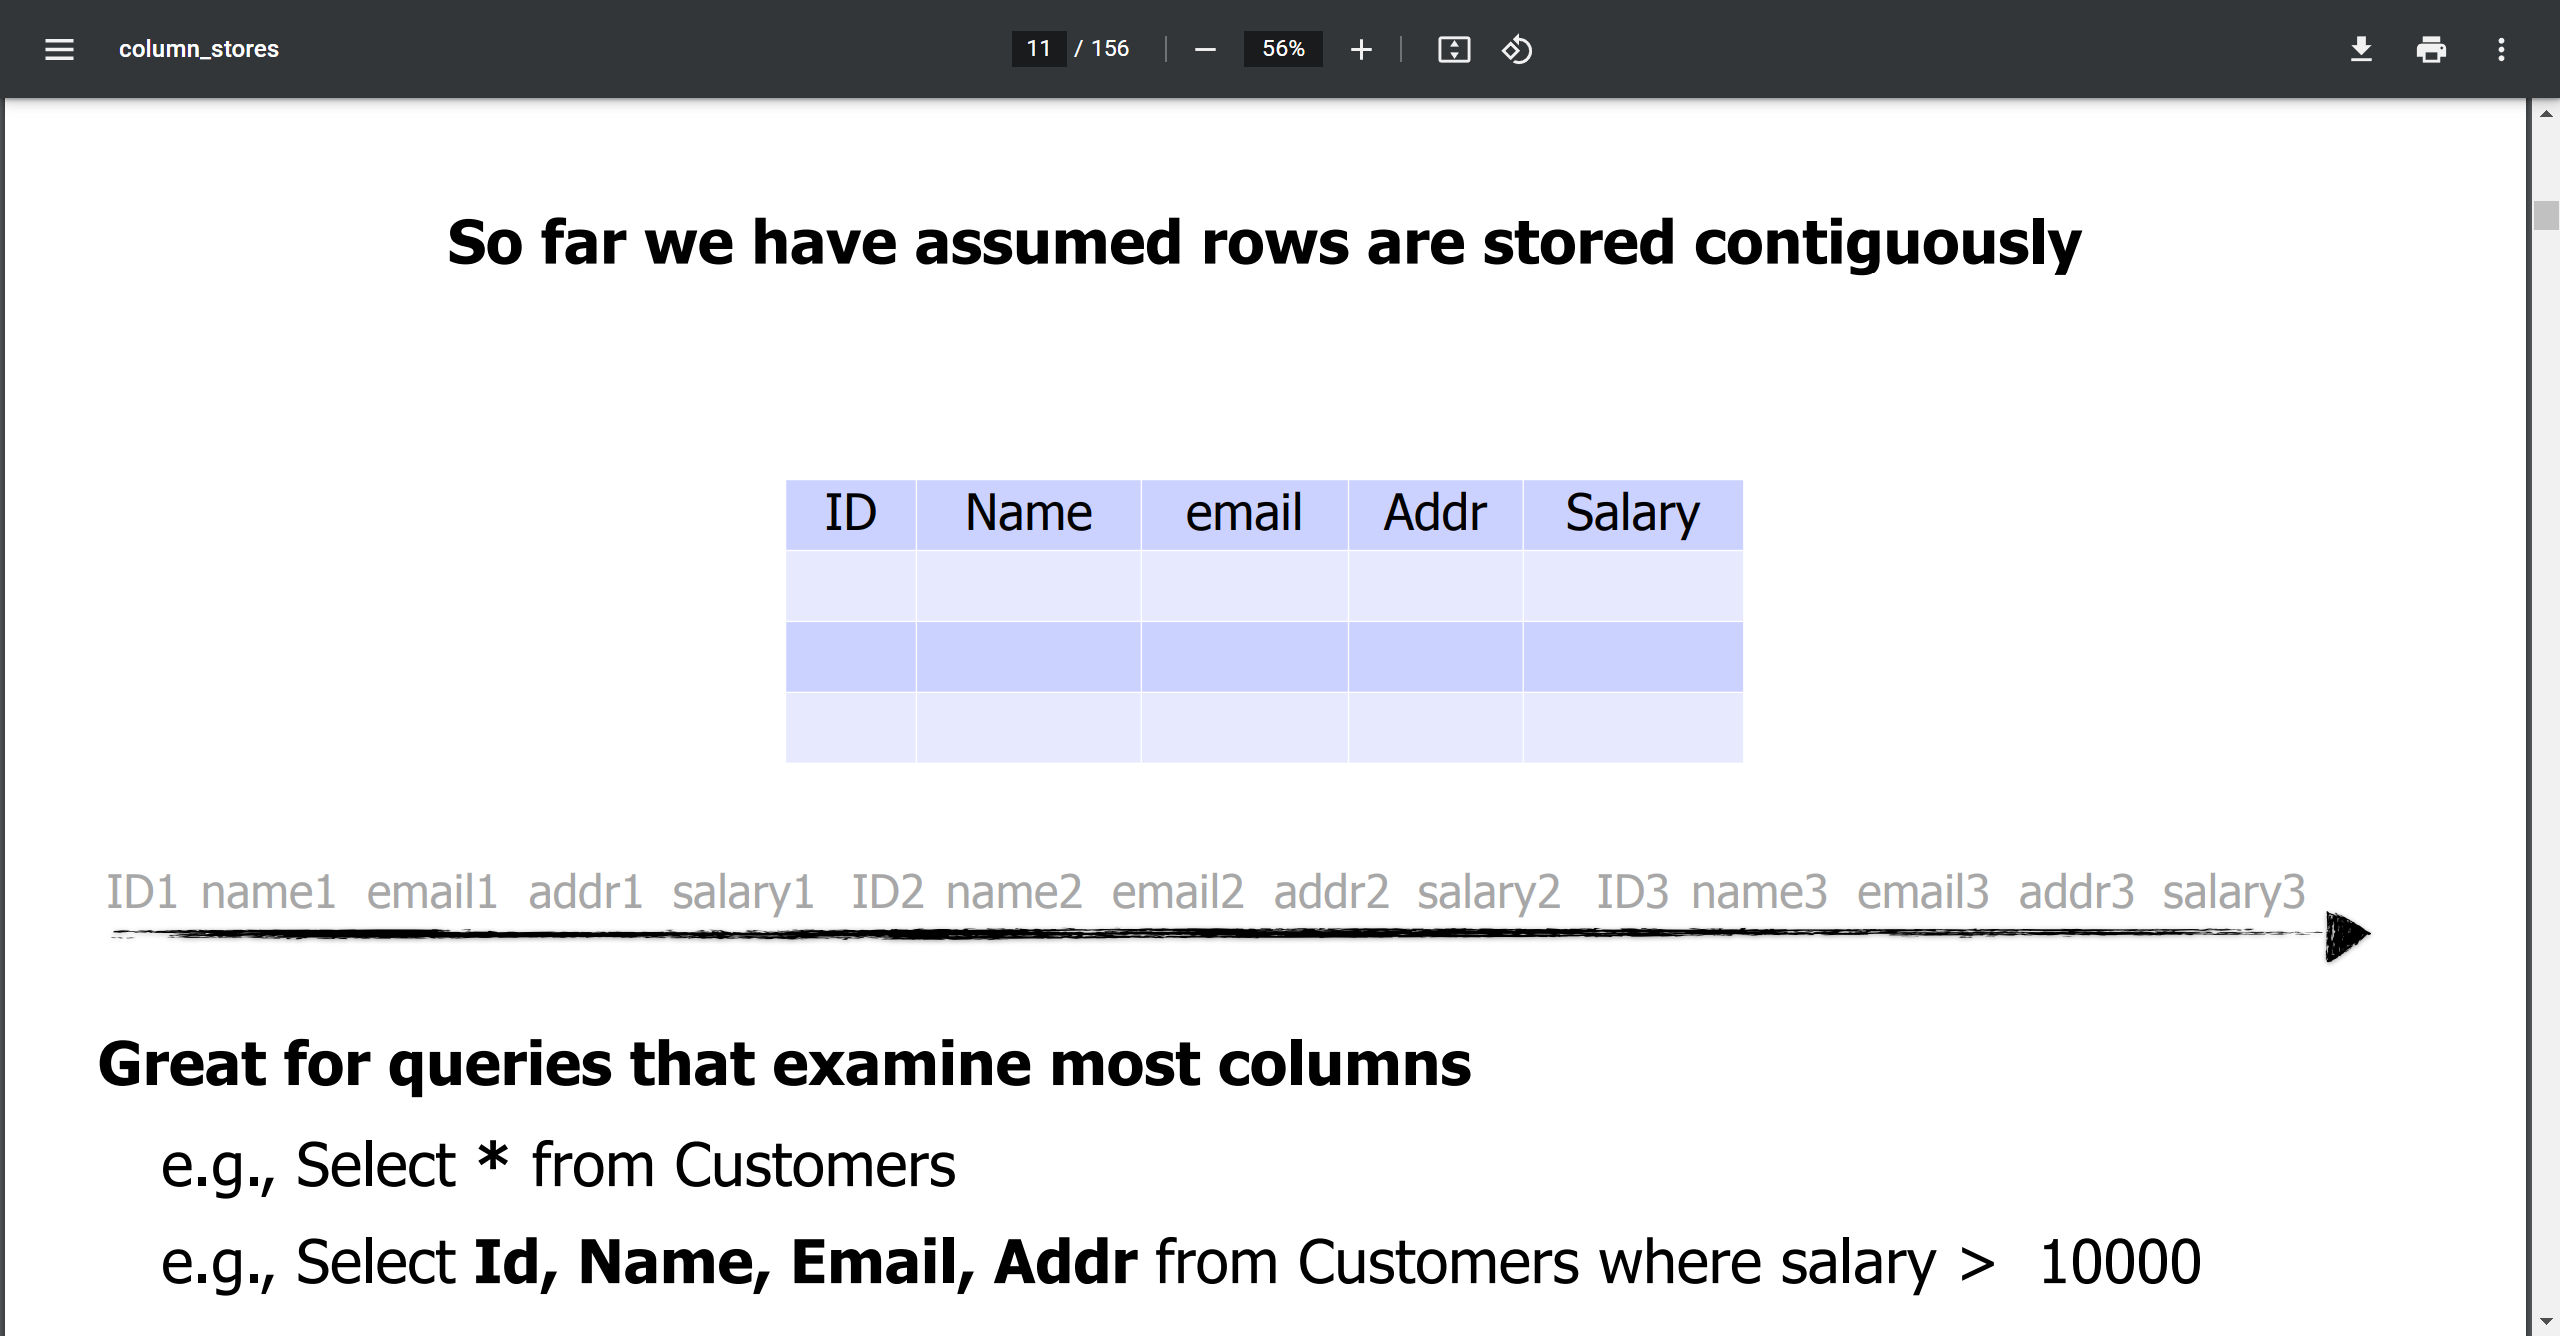 column_stores
11 / 156
56%
So far we have assumed rows are stored contiguously
ID Name email Addr Salary
ID1 name1 email1 addr1 salary1 ID2 name2 email2 addr2 salary2 ID3 name3 email3 addr3 salary3
Great for queries that examine most columns
e.g., Select * from Customers
e.g., Select Id, Name, Email, Addr from Customers where salary > 10000